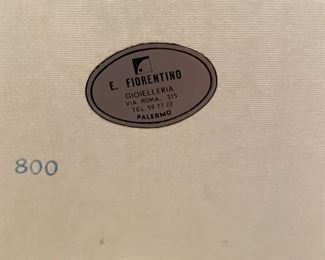 E. FIORENTINO
GIOIELLERIA
VIA ROMA, 315
TEL. 58 77 22
PALERMO
800